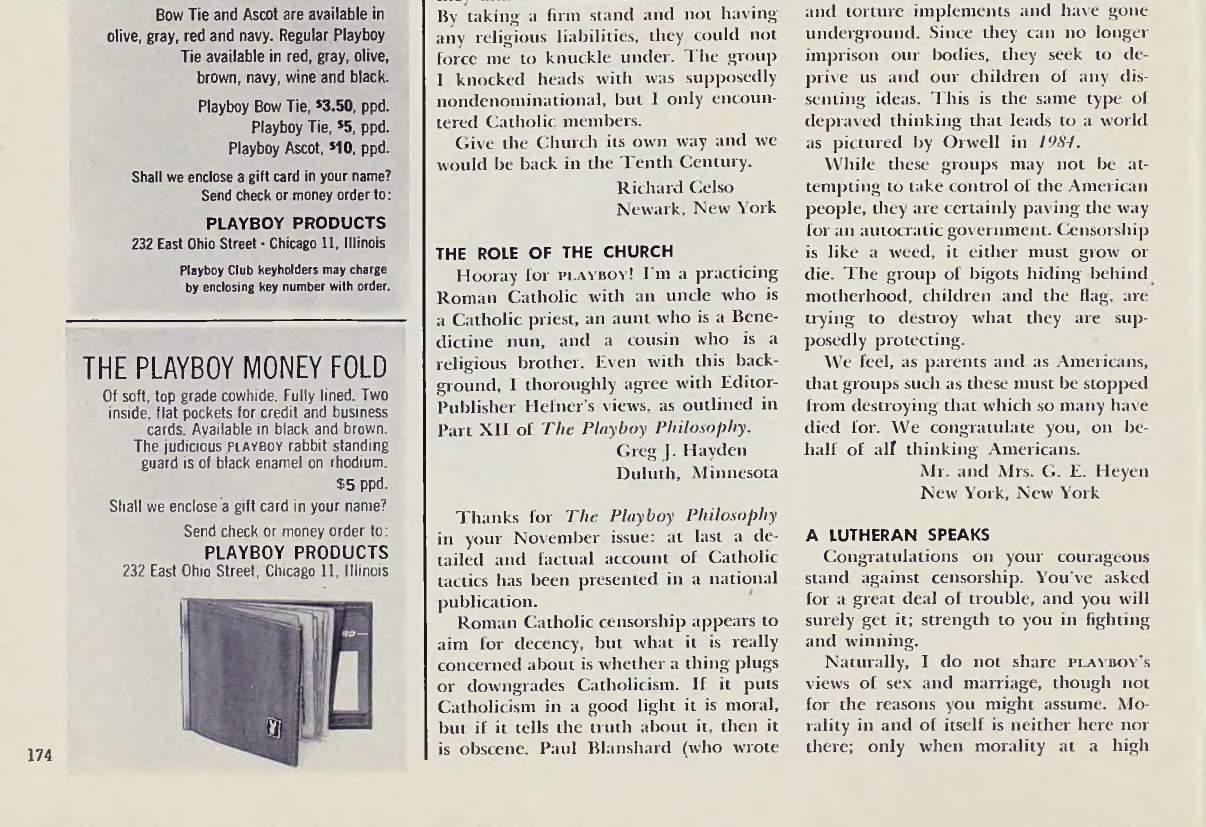 Bow Tie and Ascot are available in
olive, gray, red and navy. Regular Playboy
Tie available in red, gray, olive,
brown, navy, wine and black.
Playboy Bow Tie, $3.50, ppd.
Playboy Tie, $5, ppd.
Playboy Ascot, $10, ppd.
Shall we enclose a gift card in your name?
Send check or money order to:
PLAYBOY PRODUCTS
232 East Ohio Street · Chicago 11, Illinois
Playboy Club keyholders may charge
by enclosing key number with order.
THE PLAYBOY MONEY FOLD
Of soft, top grade cowhide. Fully lined. Two
inside, flat pockets for credit and business
cards. Available in black and brown.
The judicious PLAYBOY rabbit standing
guard is of black enamel on rhodium.
$5 ppd.
Shall we enclose a gift card in your name?
Send check or money order to:
PLAYBOY PRODUCTS
232 East Ohio Street, Chicago 11, Illinois
174
By taking a firm stand and not having
any religious liabilities, they could not
force me to knuckle under. The group
I knocked heads with was supposedly
nondenominational, but I only encoun-
tered Catholic members.
Give the Church its own way and we
would be back in the Tenth Century.
Richard Celso
Newark, New York
THE ROLE OF THE CHURCH
Hooray for PLAYBOY! I'm a practicing
Roman Catholic with an uncle who is
a Catholic priest, an aunt who is a Bene-
dictine nun, and a cousin who is a
religious brother. Even with this back-
ground, I thoroughly agree with Editor-
Publisher Hefner's views, as outlined in
Part XII of The Playboy Philosophy.
Greg J. Hayden
Duluth, Minnesota
Thanks for The Playboy Philosophy
in your November issue: at last a de-
tailed and factual account of Catholic
tactics has been presented in a national
publication.
Roman Catholic censorship appears to
aim for decency, but what it is really
concerned about is whether a thing plugs
or downgrades Catholicism. If it puts
Catholicism in a good light it is moral,
but if it tells the truth about it, then it
is obscene. Paul Blanshard (who wrote
and torture implements and have gone
underground. Since they can no longer
imprison our bodies, they seek to de-
prive us and our children of any dis-
senting ideas. This is the same type of
depraved thinking that leads to a world
as pictured by Orwell in 1984.
While these groups may not be at-
tempting to take control of the American
people, they are certainly paving the way
for an autocratic government. Censorship
is like a weed, it either must grow or
die. The group of bigots hiding behind
motherhood, children and the flag, are
trying to destroy what they are sup-
posedly protecting.
We feel, as parents and as Americans,
that groups such as these must be stopped
from destroying that which so many have
died for. We congratulate you, on be-
half of all thinking Americans.
Mr. and Mrs. G. E. Heyen
New York, New York
A LUTHERAN SPEAKS
Congratulations on your courageous
stand against censorship. You've asked
for a great deal of trouble, and you will
surely get it; strength to you in fighting
and winning.
Naturally, I do not share PLAYBOY's
views of sex and marriage, though not
for the reasons you might assume. Mo-
rality in and of itself is neither here nor
there; only when morality at a high